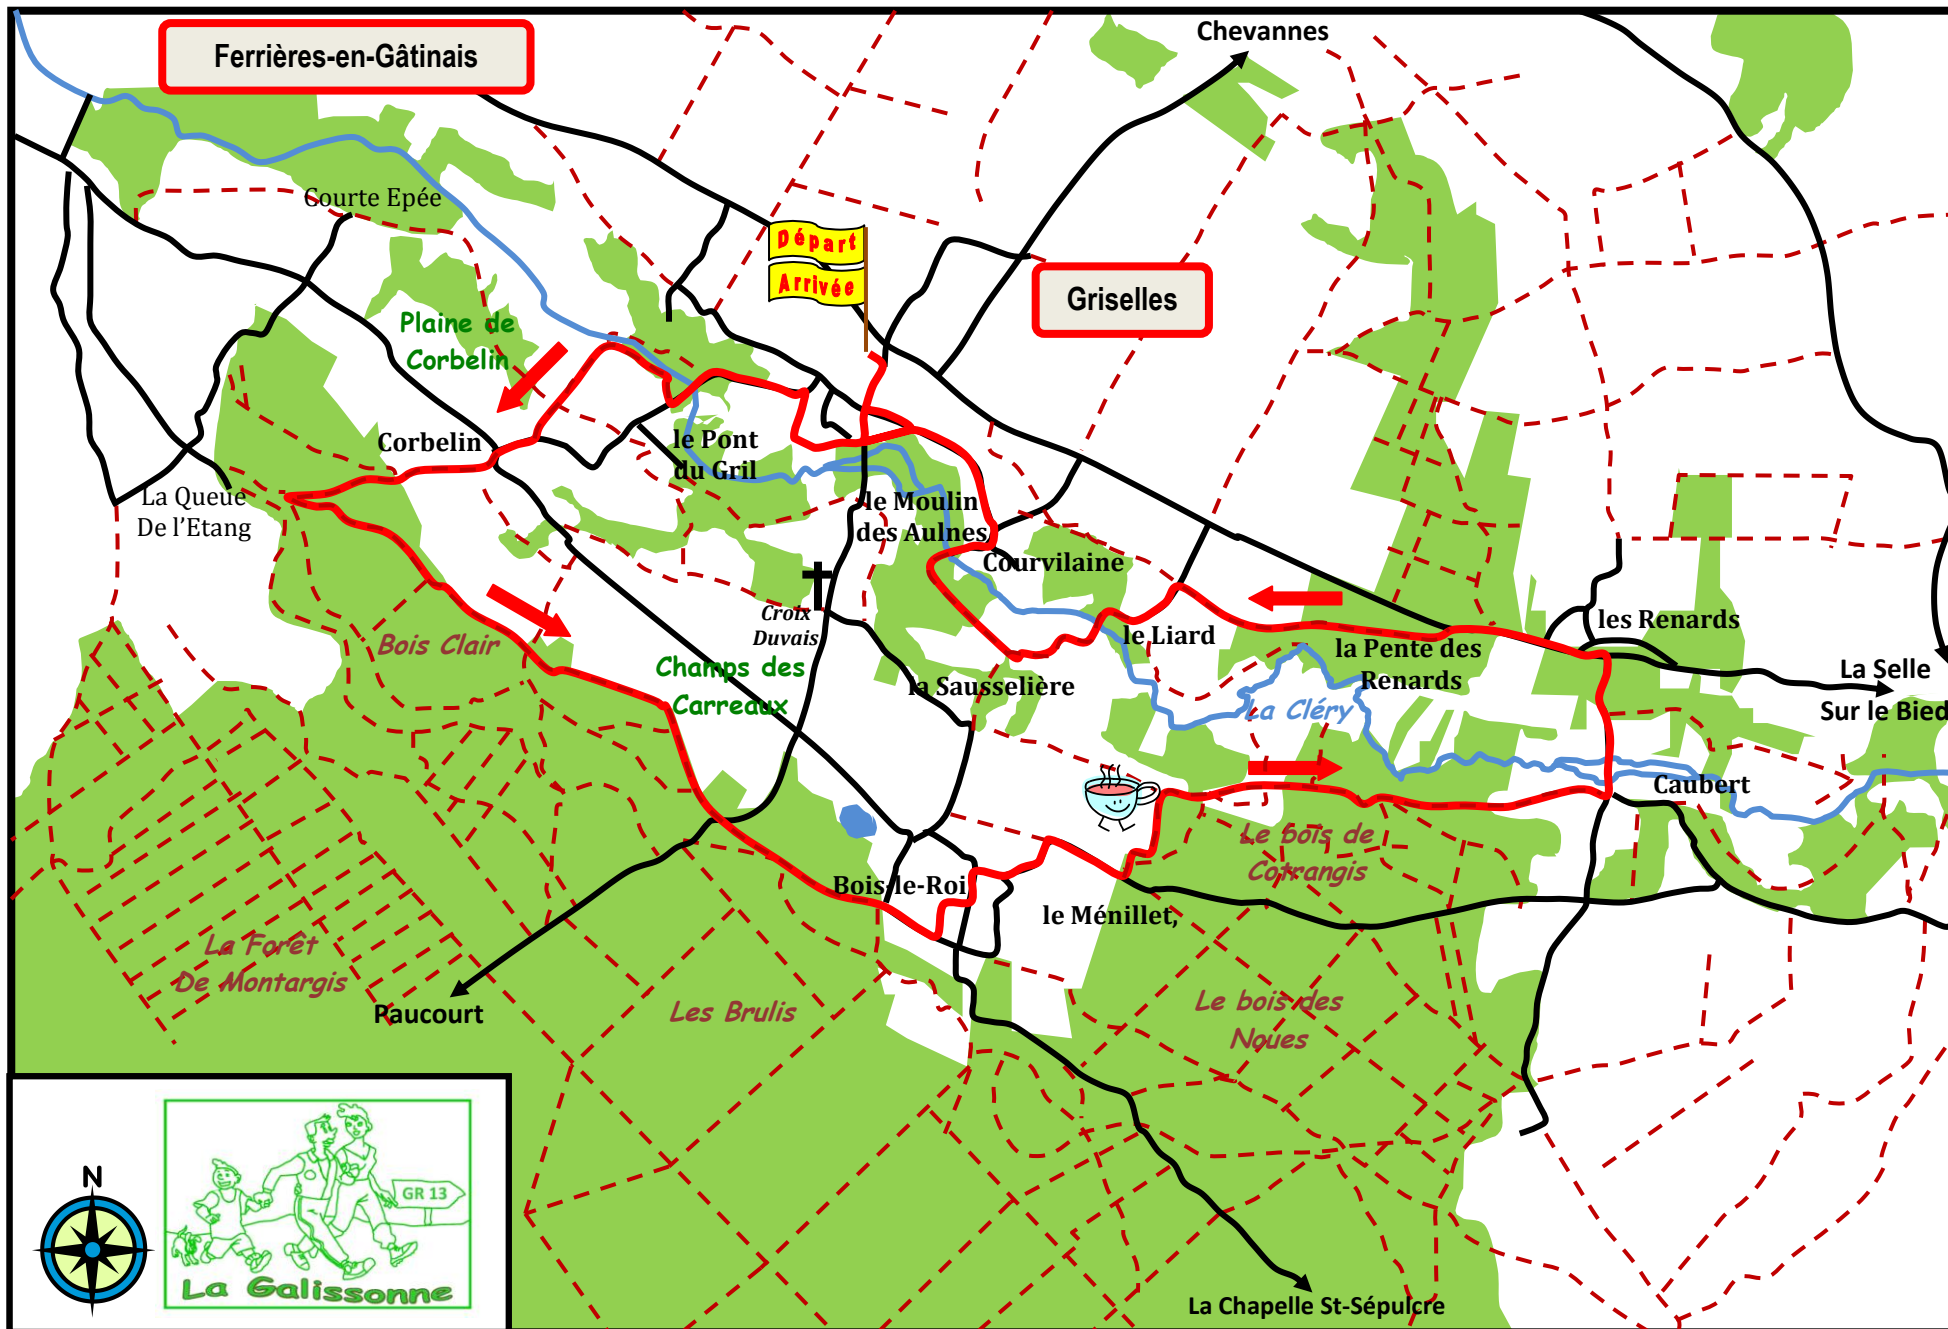 Chevannes
Ferrières-en-Gâtinais
Courte Epée
Départ
Arrivée
Griselles
Plaine de
Corbelin
Corbelin
le Pont
du Gril
La Queue
De l'Etang
le Moulin
des Aulnes
Courvilaine
Croix
Duvais
les Renards
le Liard
la Pente des
Renards
Bois Clair
Champs des
Carreaux
la Sausselière
La Selle
Sur le Bied
La Cléry
Caubert
Le bois de
Cotrangis
Bois-le-Roi
le Ménillet,
La Forêt
De Montargis
Paucourt
Les Brulis
Le bois des
Noues
N
GR 13
La Galissonne
La Chapelle St-Sépulcre